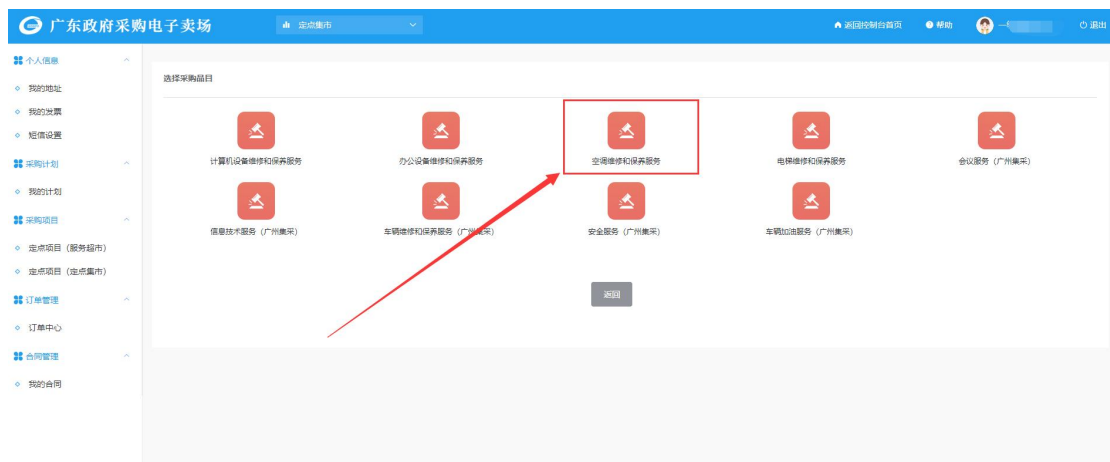 广东政府采购电子卖场
定点集市
返回控制台首页
帮助
退出
个人信息
我的地址
我的发票
短信设置
采购计划
我的计划
采购项目
定点项目（服务超市）
定点项目（定点集市）
订单管理
订单中心
合同管理
我的合同
选择采购品目
计算机设备维修和保养服务
办公设备维修和保养服务
空调维修和保养服务
电梯维修和保养服务
会议服务（广州集采）
信息技术服务（广州集采）
车辆维修和保养服务（广州集采）
安全服务（广州集采）
车辆加油服务（广州集采）
返回